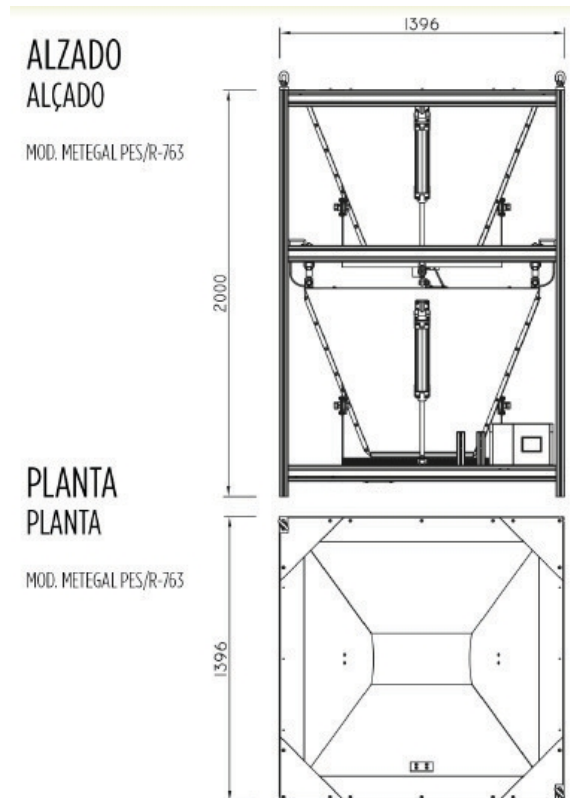 1396
ALZADO
ALÇADO
MOD. METEGAL PES/R-763
2000
PLANTA
PLANTA
MOD. METEGAL PES/R-763
1396